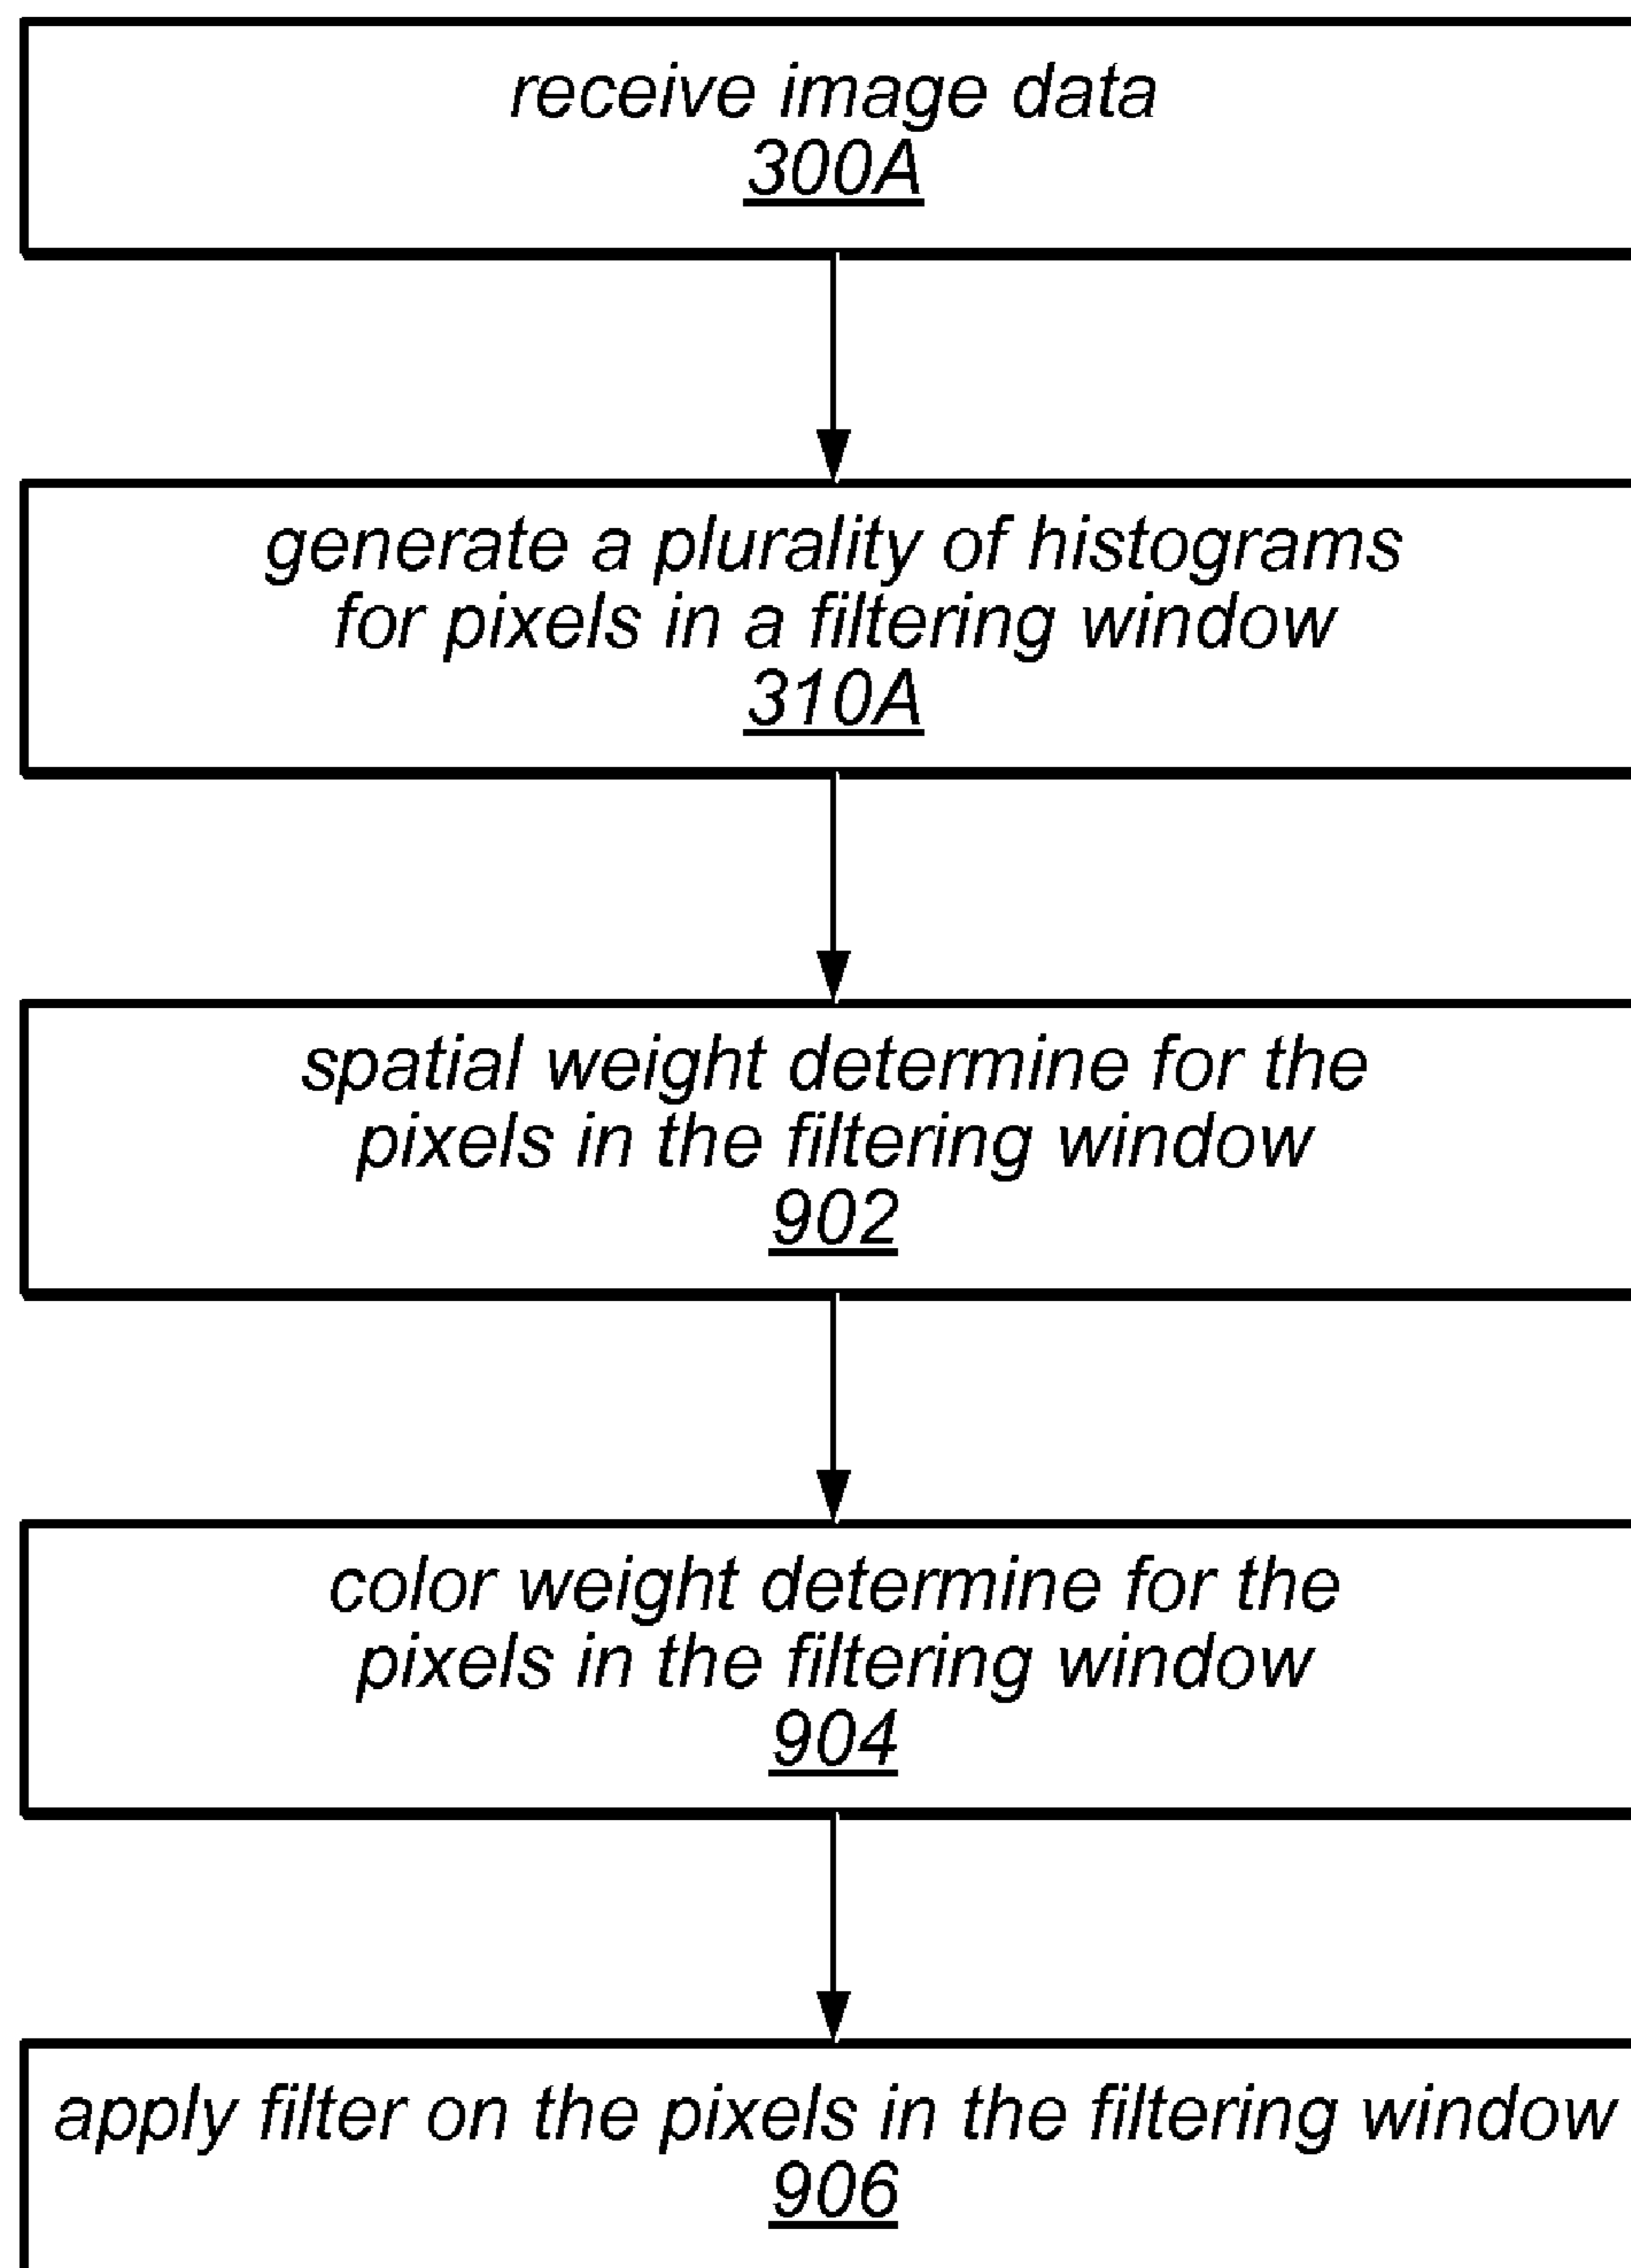 receive image data
300A
generate a plurality of histograms
for pixels in a filtering window
310A
spatial weight determine for the
pixels in the filtering window
902
color weight determine for the
pixels in the filtering window
904
apply filter on the pixels in the filtering window
906